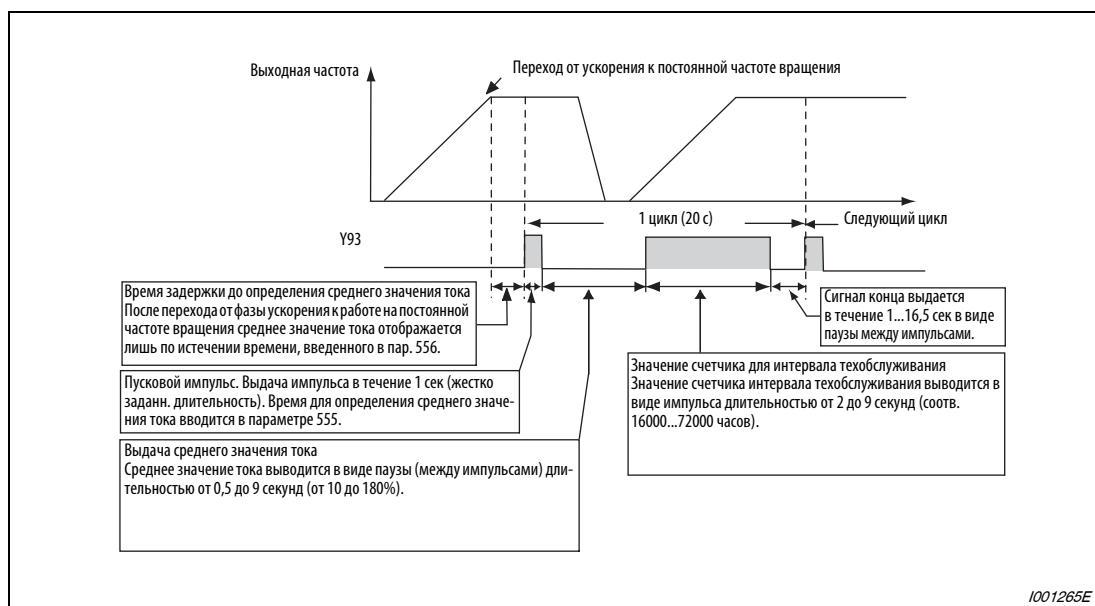 Выходная частота
Переход от ускорения к постоянной частоте вращения
1 цикл (20 с)
Следующий цикл
Y93
Время задержки до определения среднего значения тока
После перехода от фазы ускорения к работе на постоянной
частоте вращения среднее значение тока отображается
лишь по истечении времени, введенного в пар. 556.
Сигнал конца выдается
в течение 1...16,5 сек в виде
паузы между импульсами.
Пусковой импульс. Выдача импульса в течение 1 сек (жестко
заданн. длительность). Время для определения среднего значе-
ния тока вводится в параметре 555.
Значение счетчика для интервала техобслуживания
Значение счетчика интервала техобслуживания выводится в
виде импульса длительностью от 2 до 9 секунд (соотв.
16000...72000 часов).
Выдача среднего значения тока
Среднее значение тока выводится в виде паузы (между импульсами) дли-
тельностью от 0,5 до 9 секунд (от 10 до 180%).
I001265E